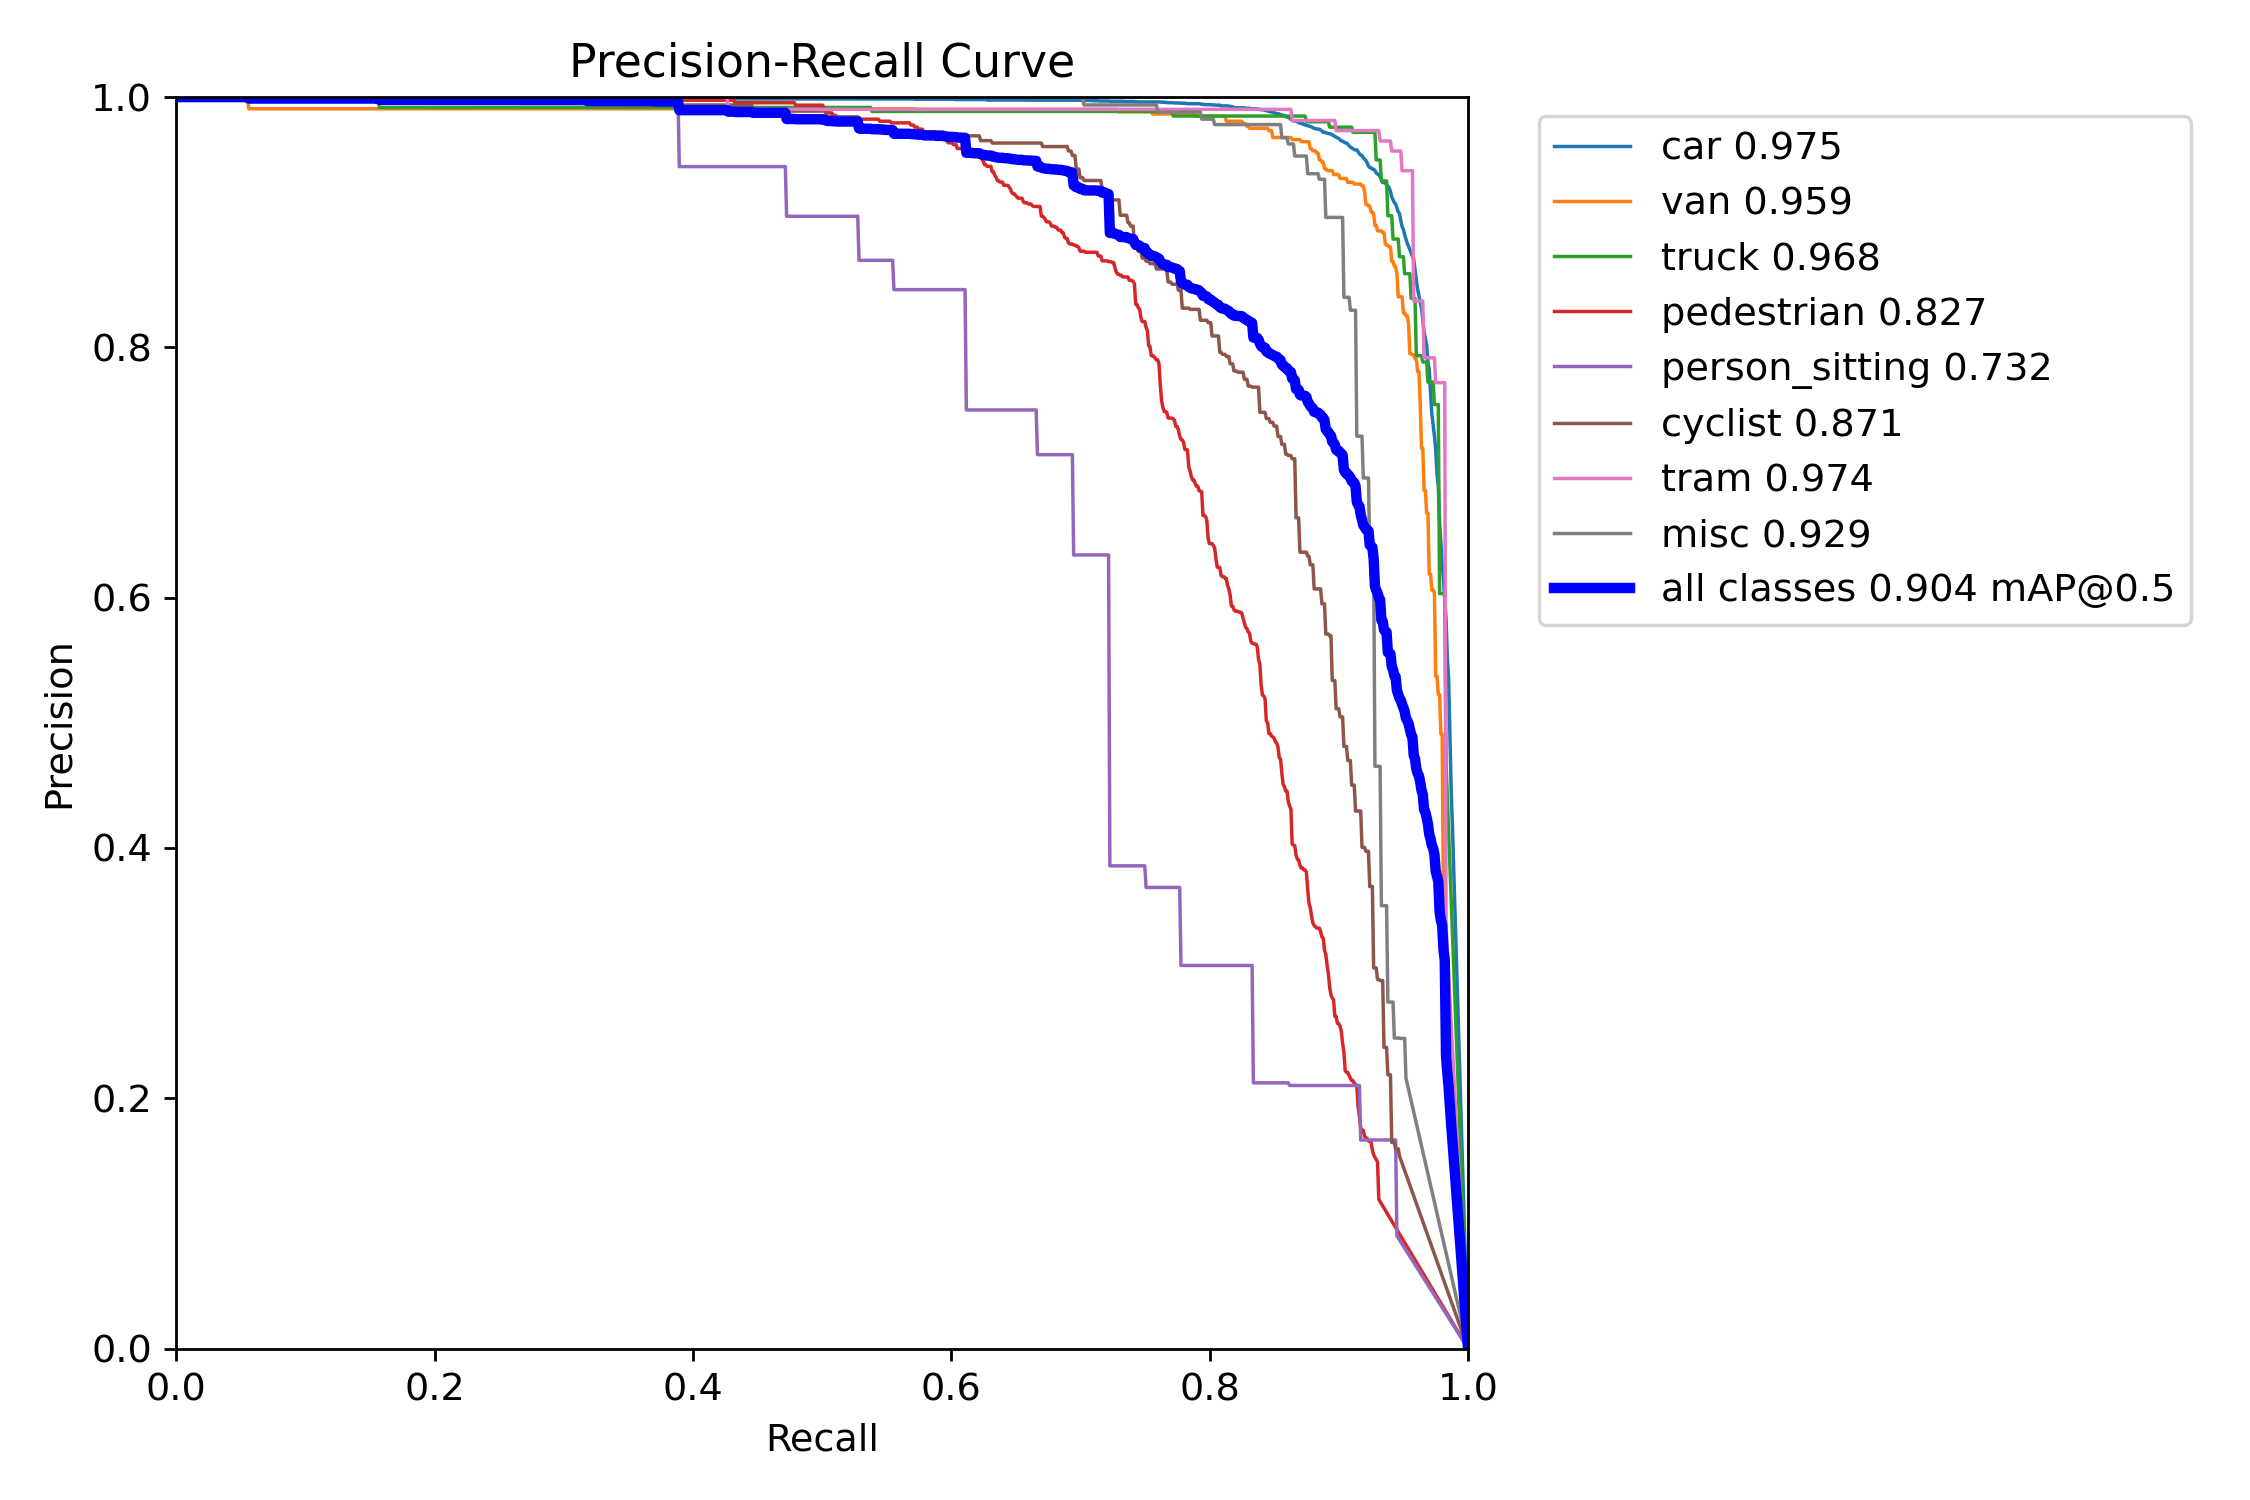 Precision-Recall Curve
1.0
0.8
0.6
0.4
0.2
0.0
Precision
0.0 0.2 0.4 0.6 0.8 1.0
Recall
car 0.975
van 0.959
truck 0.968
pedestrian 0.827
person_sitting 0.732
cyclist 0.871
tram 0.974
misc 0.929
all classes 0.904 mAP@0.5